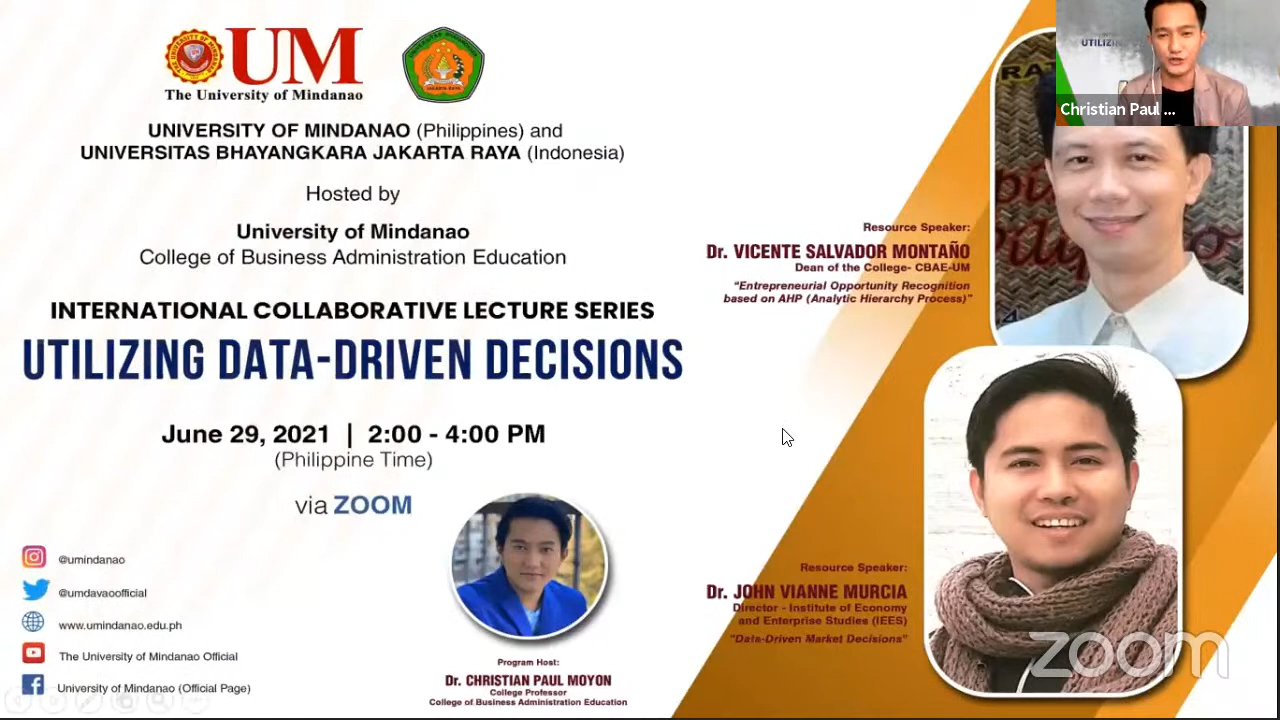 UM
The University of Mindanao
UNIVERSITY OF MINDANAO (Philippines) and
UNIVERSITAS BHAYANGKARA JAKARTA RAYA (Indonesia)
Hosted by
University of Mindanao
College of Business Administration Education
INTERNATIONAL COLLABORATIVE LECTURE SERIES
UTILIZING DATA-DRIVEN DECISIONS
June 29, 2021 | 2:00 - 4:00 PM
(Philippine Time)
via ZOOM
@umindanao
@umdavaoofficial
www.umindanao.edu.ph
The University of Mindanao Official
University of Mindanao (Official Page)
Program Host:
Dr. CHRISTIAN PAUL MOYON
College Professor
College of Business Administration Education
Resource Speaker:
Dr. VICENTE SALVADOR MONTAÑO
Dean of the College- CBAE-UM
“Entrepreneurial Opportunity Recognition
based on AHP (Analytic Hierarchy Process)”
Resource Speaker:
Dr. JOHN VIANNE MURCIA
Director - Institute of Economy
and Enterprise Studies (IEES)
"Data-Driven Market Decisions"
Christian Paul ...
zoom